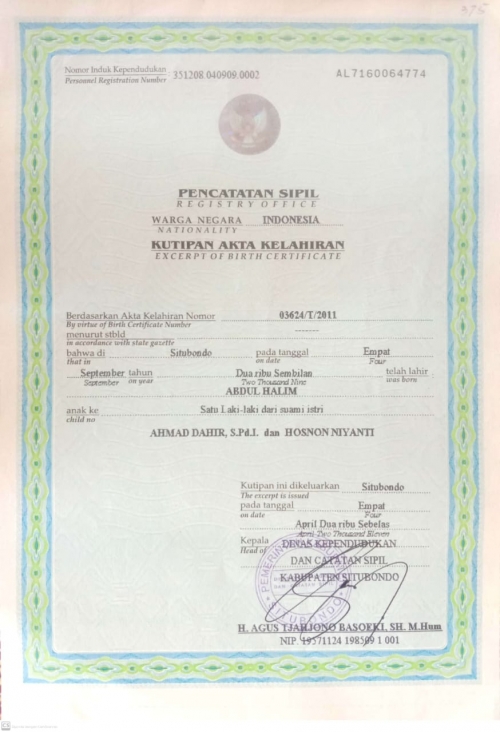 375
Nomor Induk Kependudukan 351208.040909.0002 AL7160064774
Personnel Registration Number
PENCATATAN SIPIL
REGISTRY OFFICE
WARGA NEGARA INDONESIA
NATIONALITY
KUTIPAN AKTA KELAHIRAN
EXCERPT OF BIRTH CERTIFICATE
Berdasarkan Akta Kelahiran Nomor 03624/T/2011
By virtue of Birth Certificate Number -------
menurut stbld
in accordance with state gazette
bahwa di Situbondo pada tanggal Empat
that in on date Four
September tahun Dua ribu Sembilan telah lahir
September on year Two Thousand Nine was born
ABDUL HALIM
anak ke Satu Laki-laki dari suami istri
child no
AHMAD DAHIR, S.Pd.I. dan HOSNON NIYANTI
Kutipan ini dikeluarkan Situbondo
The excerpt is issued
pada tanggal Empat
on date Four
April Dua ribu Sebelas
April Two Thousand Eleven
Kepala DINAS KEPENDUDUKAN
Head of
DAN CATATAN SIPIL
KABUPATEN SITUBONDO
SITUBONDO
H. AGUS TJAHJONO BASOEKI, SH. M.Hum
NIP. 19571124 198509 1 001